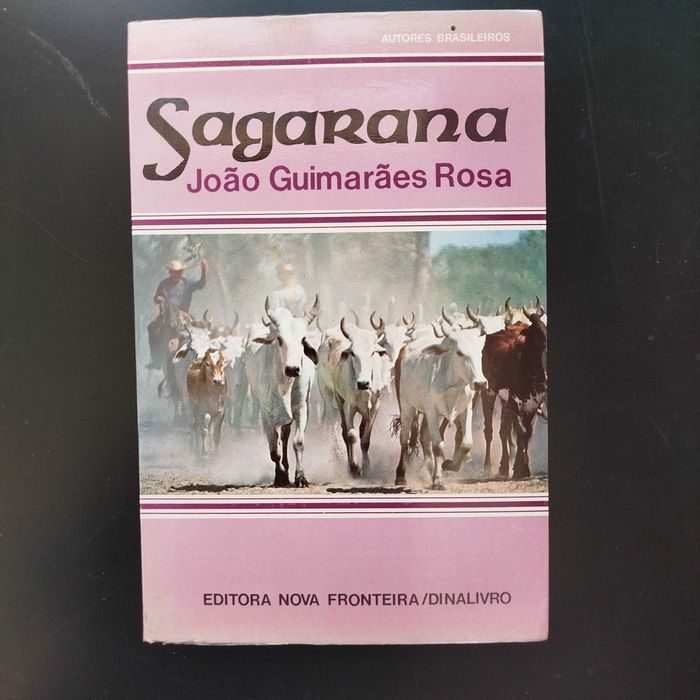 AUTORES BRASILEIROS
Sagarana
João Guimarães Rosa
EDITORA NOVA FRONTEIRA/DINALIVRO